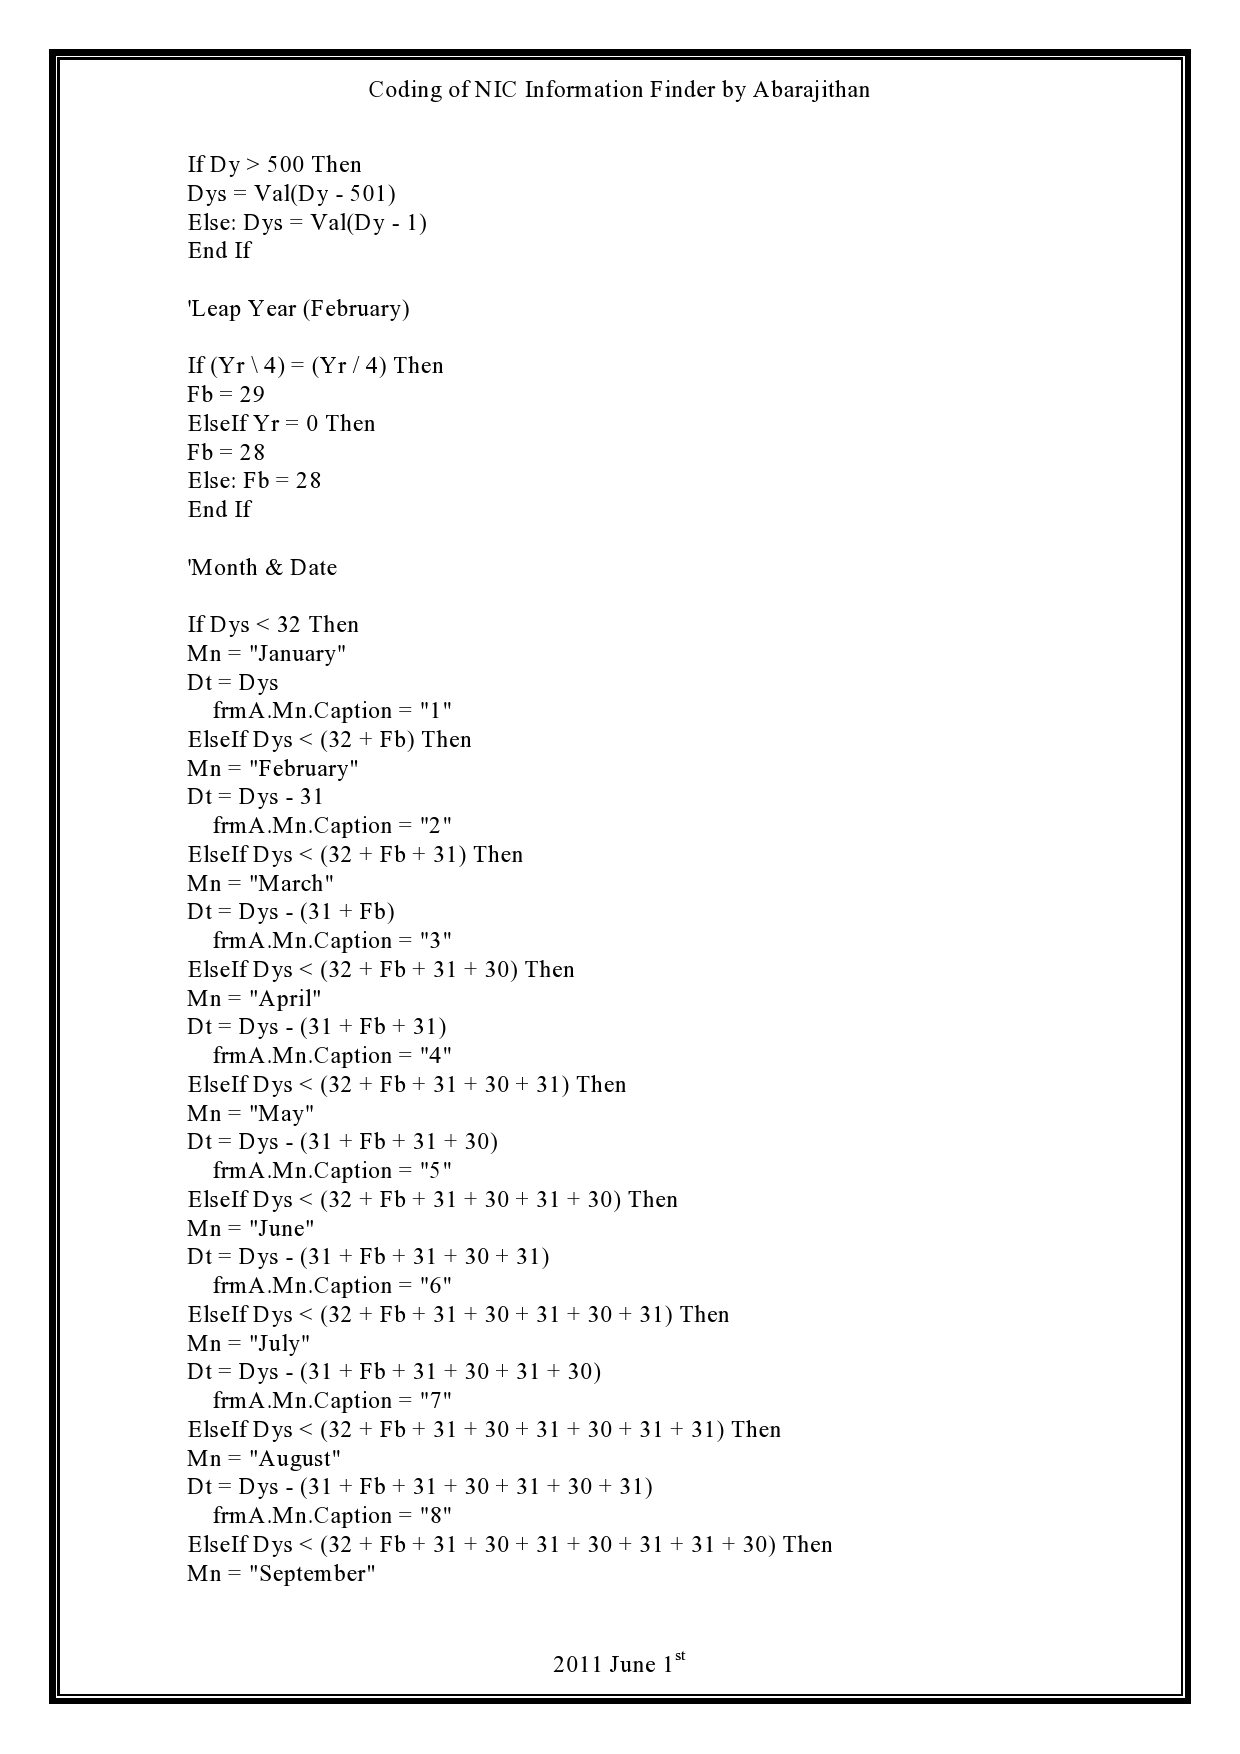 Coding of NIC Information Finder by Abarajithan
If Dy > 500 Then
Dys = Val(Dy - 501)
Else: Dys = Val(Dy - 1)
End If
'Leap Year (February)
If (Yr \ 4) = (Yr / 4) Then
Fb = 29
ElseIf Yr = 0 Then
Fb = 28
Else: Fb = 28
End If
'Month & Date
If Dys < 32 Then
Mn = "January"
Dt = Dys
frmA.Mn.Caption = "1"
ElseIf Dys < (32 + Fb) Then
Mn = "February"
Dt = Dys - 31
frmA.Mn.Caption = "2"
ElseIf Dys < (32 + Fb + 31) Then
Mn = "March"
Dt = Dys - (31 + Fb)
frmA.Mn.Caption = "3"
ElseIf Dys < (32 + Fb + 31 + 30) Then
Mn = "April"
Dt = Dys - (31 + Fb + 31)
frmA.Mn.Caption = "4"
ElseIf Dys < (32 + Fb + 31 + 30 + 31) Then
Mn = "May"
Dt = Dys - (31 + Fb + 31 + 30)
frmA.Mn.Caption = "5"
ElseIf Dys < (32 + Fb + 31 + 30 + 31 + 30) Then
Mn = "June"
Dt = Dys - (31 + Fb + 31 + 30 + 31)
frmA.Mn.Caption = "6"
ElseIf Dys < (32 + Fb + 31 + 30 + 31 + 30 + 31) Then
Mn = "July"
Dt = Dys - (31 + Fb + 31 + 30 + 31 + 30)
frmA.Mn.Caption = "7"
ElseIf Dys < (32 + Fb + 31 + 30 + 31 + 30 + 31 + 31) Then
Mn = "August"
Dt = Dys - (31 + Fb + 31 + 30 + 31 + 30 + 31)
frmA.Mn.Caption = "8"
ElseIf Dys < (32 + Fb + 31 + 30 + 31 + 30 + 31 + 31 + 30) Then
Mn = "September"
2011 June 1st